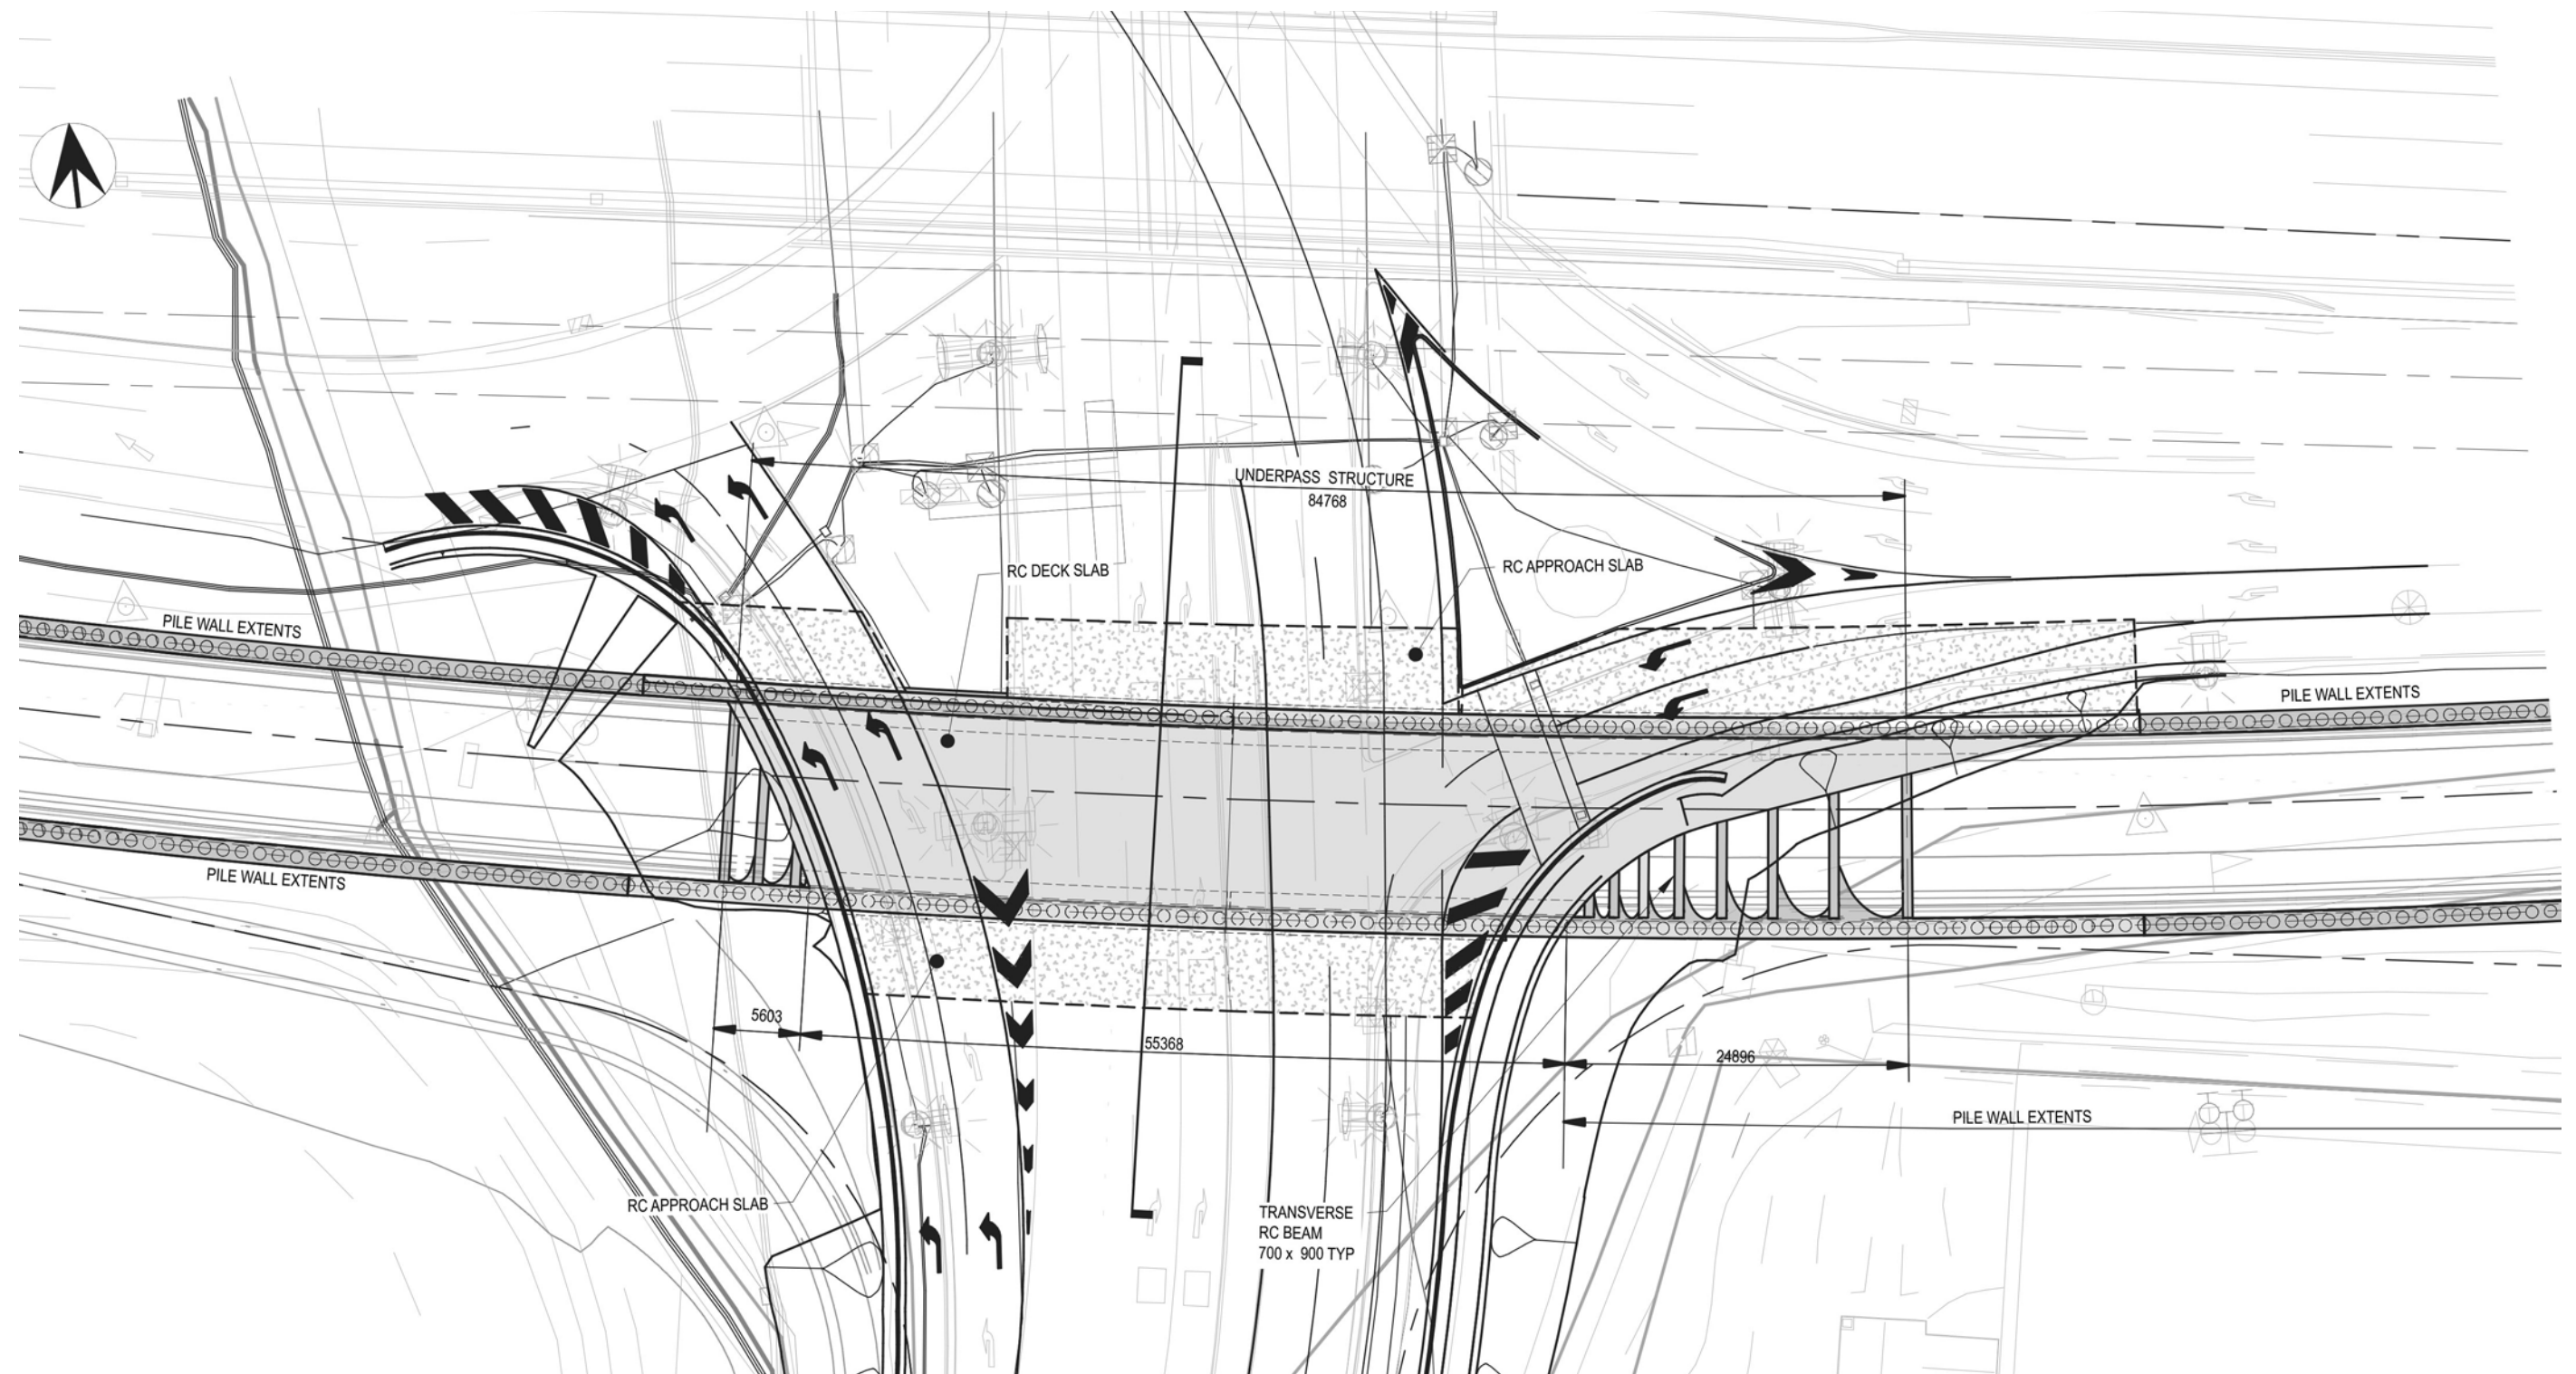 UNDERPASS STRUCTURE
84768
RC DECK SLAB
RC APPROACH SLAB
PILE WALL EXTENTS
PILE WALL EXTENTS
PILE WALL EXTENTS
5603
55368
24896
PILE WALL EXTENTS
RC APPROACH SLAB
TRANSVERSE
RC BEAM
700 x 900 TYP